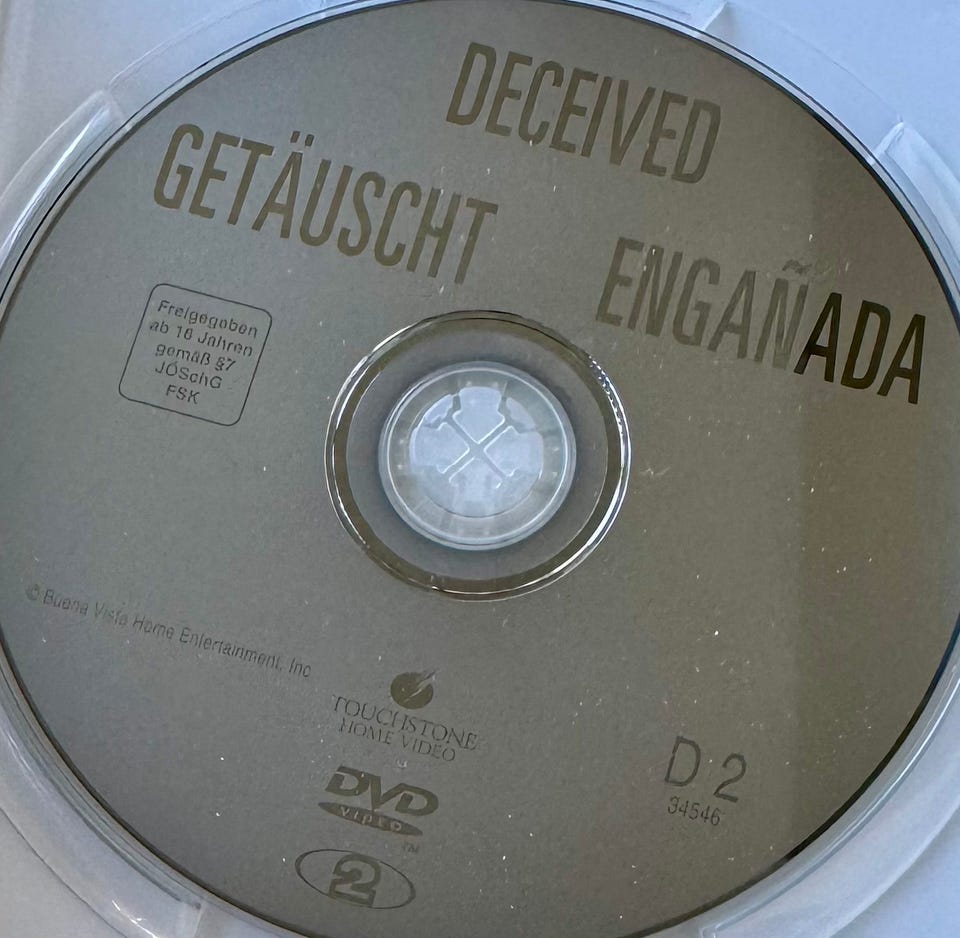 DECEIVED
GETÄUSCHT
ENGAÑADA
Freigegeben
ab 16 Jahren
gemäß §7
JÖSchG
FSK
© Buena Vista Home Entertainment, Inc
TOUCHSTONE
HOME VIDEO
DVD
VIDEO
TM
2
D 2
34546